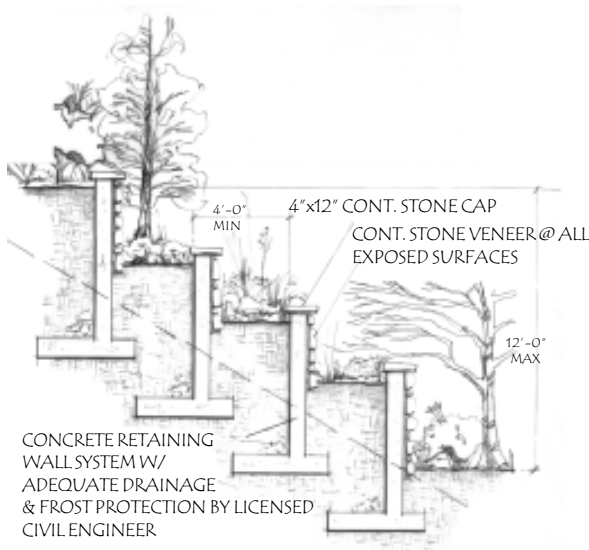 4'-0"
MIN
4"x12" CONT. STONE CAP
CONT. STONE VENEER @ ALL
EXPOSED SURFACES
12'-0"
MAX
CONCRETE RETAINING
WALL SYSTEM W/
ADEQUATE DRAINAGE
& FROST PROTECTION BY LICENSED
CIVIL ENGINEER